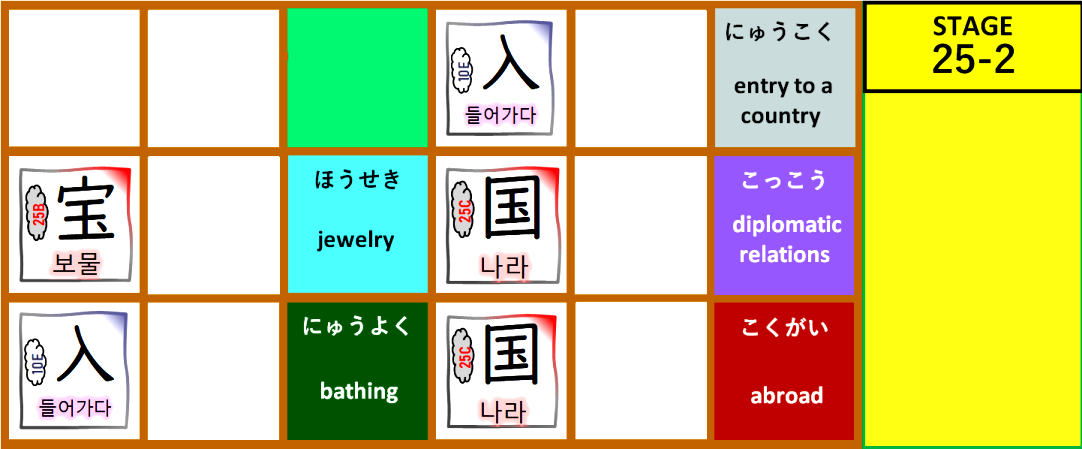 10E
入
들어가다
にゅうこく
entry to a
country
STAGE
25-2
25B
宝
보물
ほうせき
jewelry
25C
国
나라
こっこう
diplomatic
relations
10E
入
들어가다
にゅうよく
bathing
25C
国
나라
こくがい
abroad